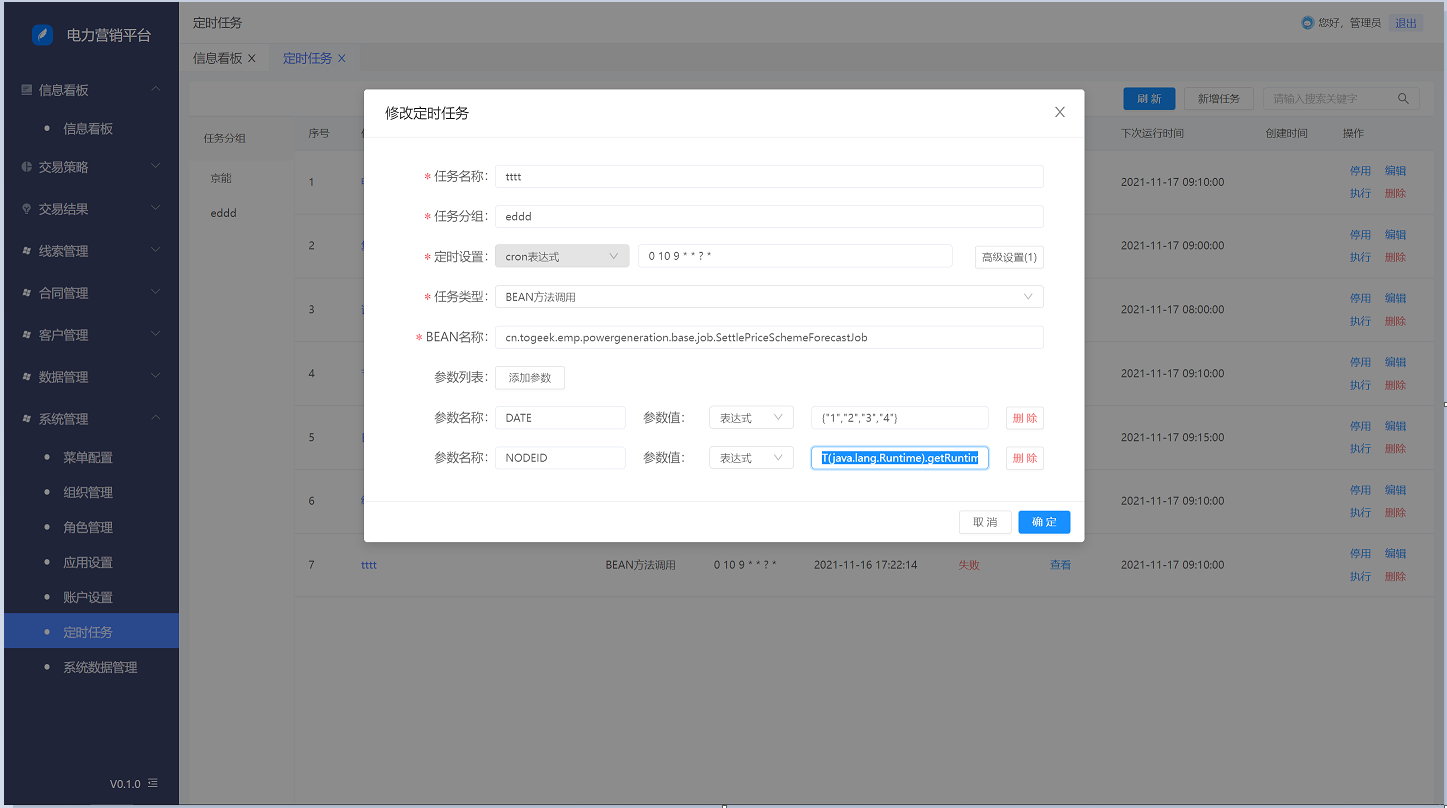 电力营销平台
定时任务
您好，管理员 退出
信息看板 定时任务
信息看板
信息看板
交易策略
交易结果
线索管理
合同管理
客户管理
数据管理
系统管理
菜单配置
组织管理
角色管理
应用设置
账户设置
定时任务
系统数据管理
V0.1.0
刷 新 新增任务 请输入搜索关键字
任务分组
京能
eddd
序号 下次运行时间 创建时间 操作
1 2021-11-17 09:10:00 停用 编辑
执行 删除
2 2021-11-17 09:00:00 停用 编辑
执行 删除
3 2021-11-17 08:00:00 停用 编辑
执行 删除
4 2021-11-17 09:10:00 停用 编辑
执行 删除
5 2021-11-17 09:15:00 停用 编辑
执行 删除
6 2021-11-17 09:10:00 停用 编辑
执行 删除
7 tttt BEAN方法调用 0 10 9 * * ? * 2021-11-16 17:22:14 失败 查看 2021-11-17 09:10:00 停用 编辑
执行 删除
修改定时任务
* 任务名称: tttt
* 任务分组: eddd
* 定时设置: cron表达式 0 10 9 * * ? * 高级设置(1)
* 任务类型: BEAN方法调用
* BEAN名称: cn.togeek.emp.powergeneration.base.job.SettlePriceSchemeForecastJob
参数列表: 添加参数
参数名称: DATE 参数值: 表达式 {"1","2","3","4"} 删 除
参数名称: NODEID 参数值: 表达式 T(java.lang.Runtime).getRuntim 删 除
取 消 确 定